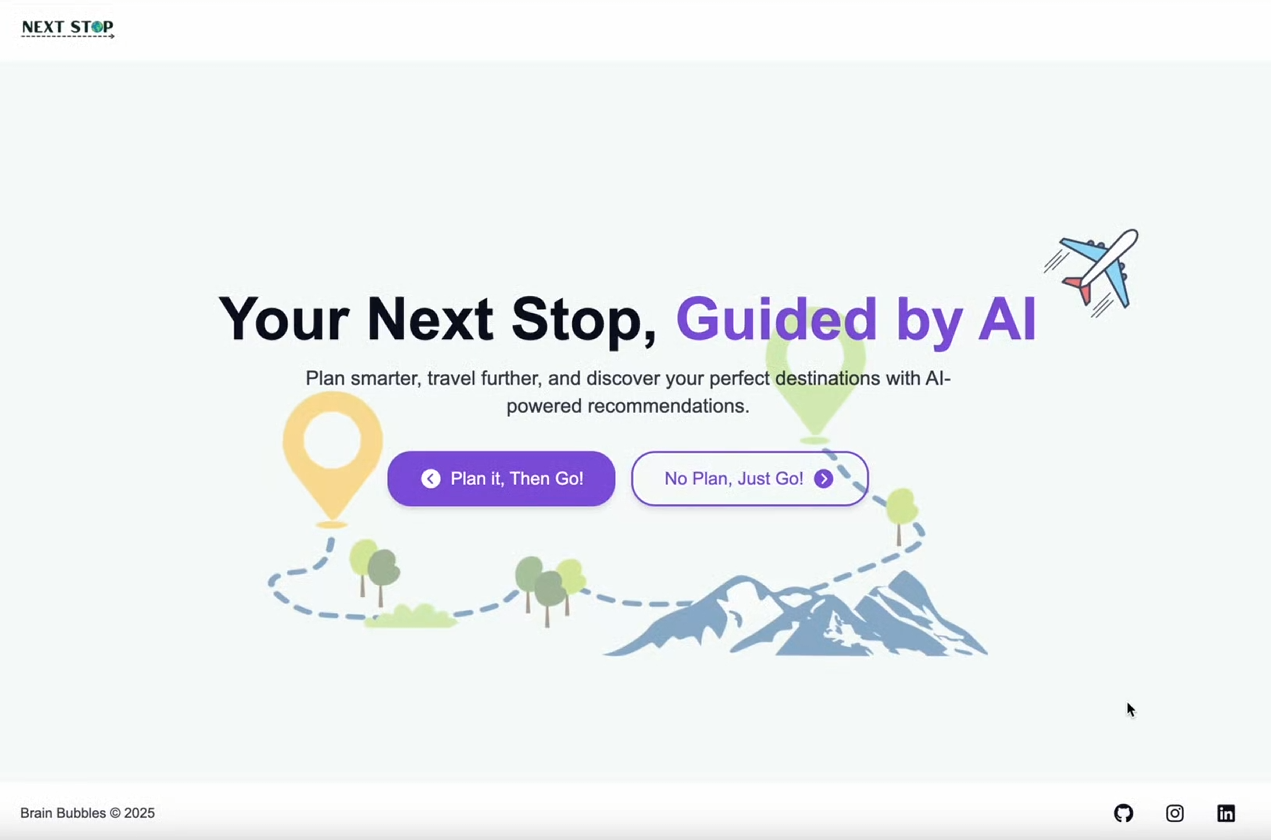 NEXT STOP
Your Next Stop, Guided by AI
Plan smarter, travel further, and discover your perfect destinations with AI-
powered recommendations.
Plan it, Then Go!
No Plan, Just Go!
Brain Bubbles © 2025
in